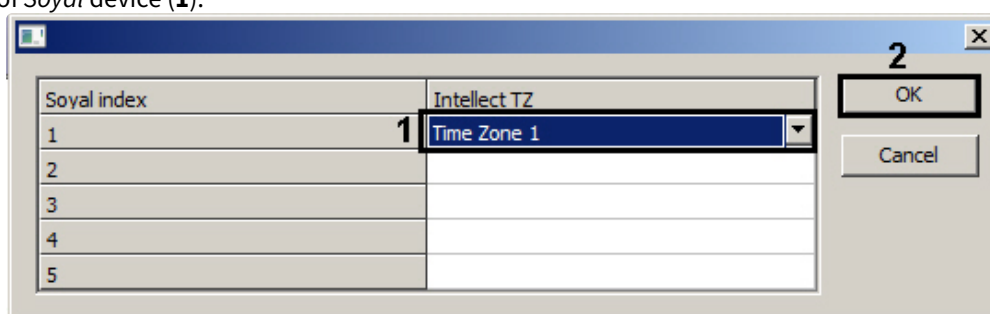 of Soyal device (1).
2
Soyal index Intellect TZ OK
1 1 Time Zone 1
2 Cancel
3
4
5